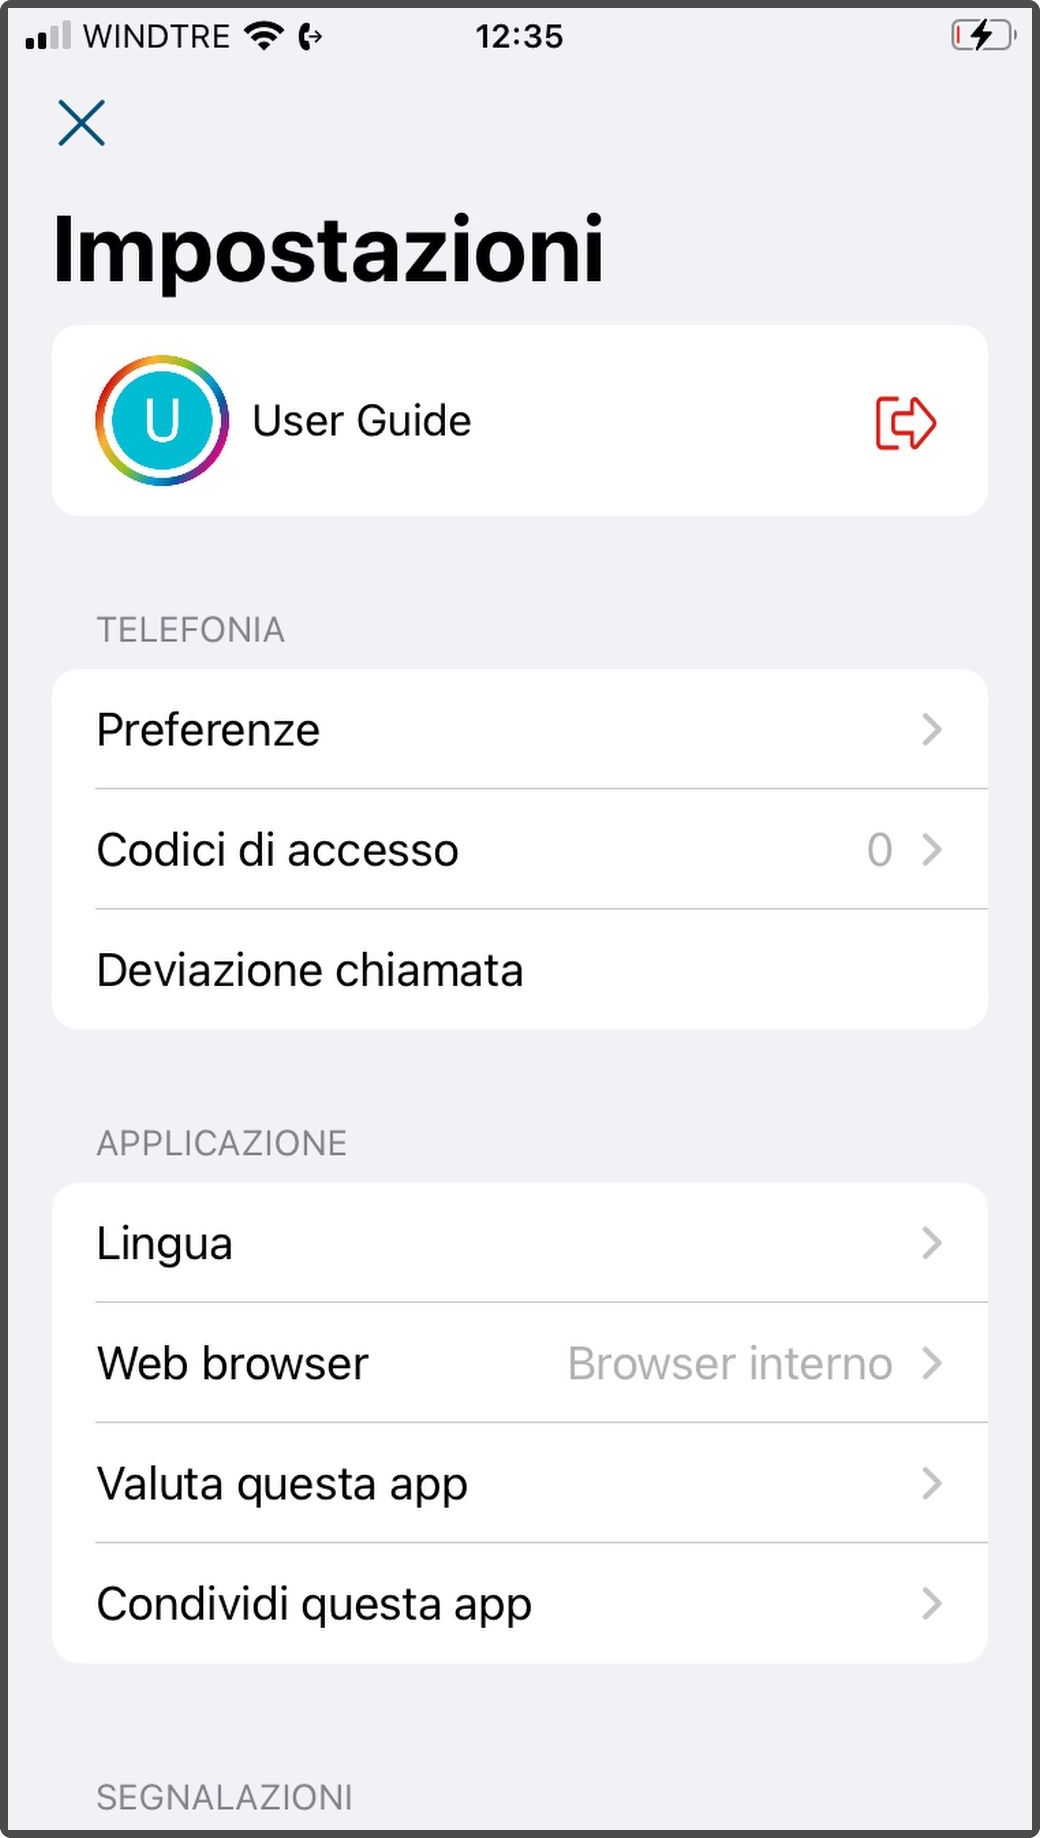 WINDTRE 12:35
Impostazioni
U User Guide
TELEFONIA
Preferenze
Codici di accesso 0
Deviazione chiamata
APPLICAZIONE
Lingua
Web browser Browser interno
Valuta questa app
Condividi questa app
SEGNALAZIONI